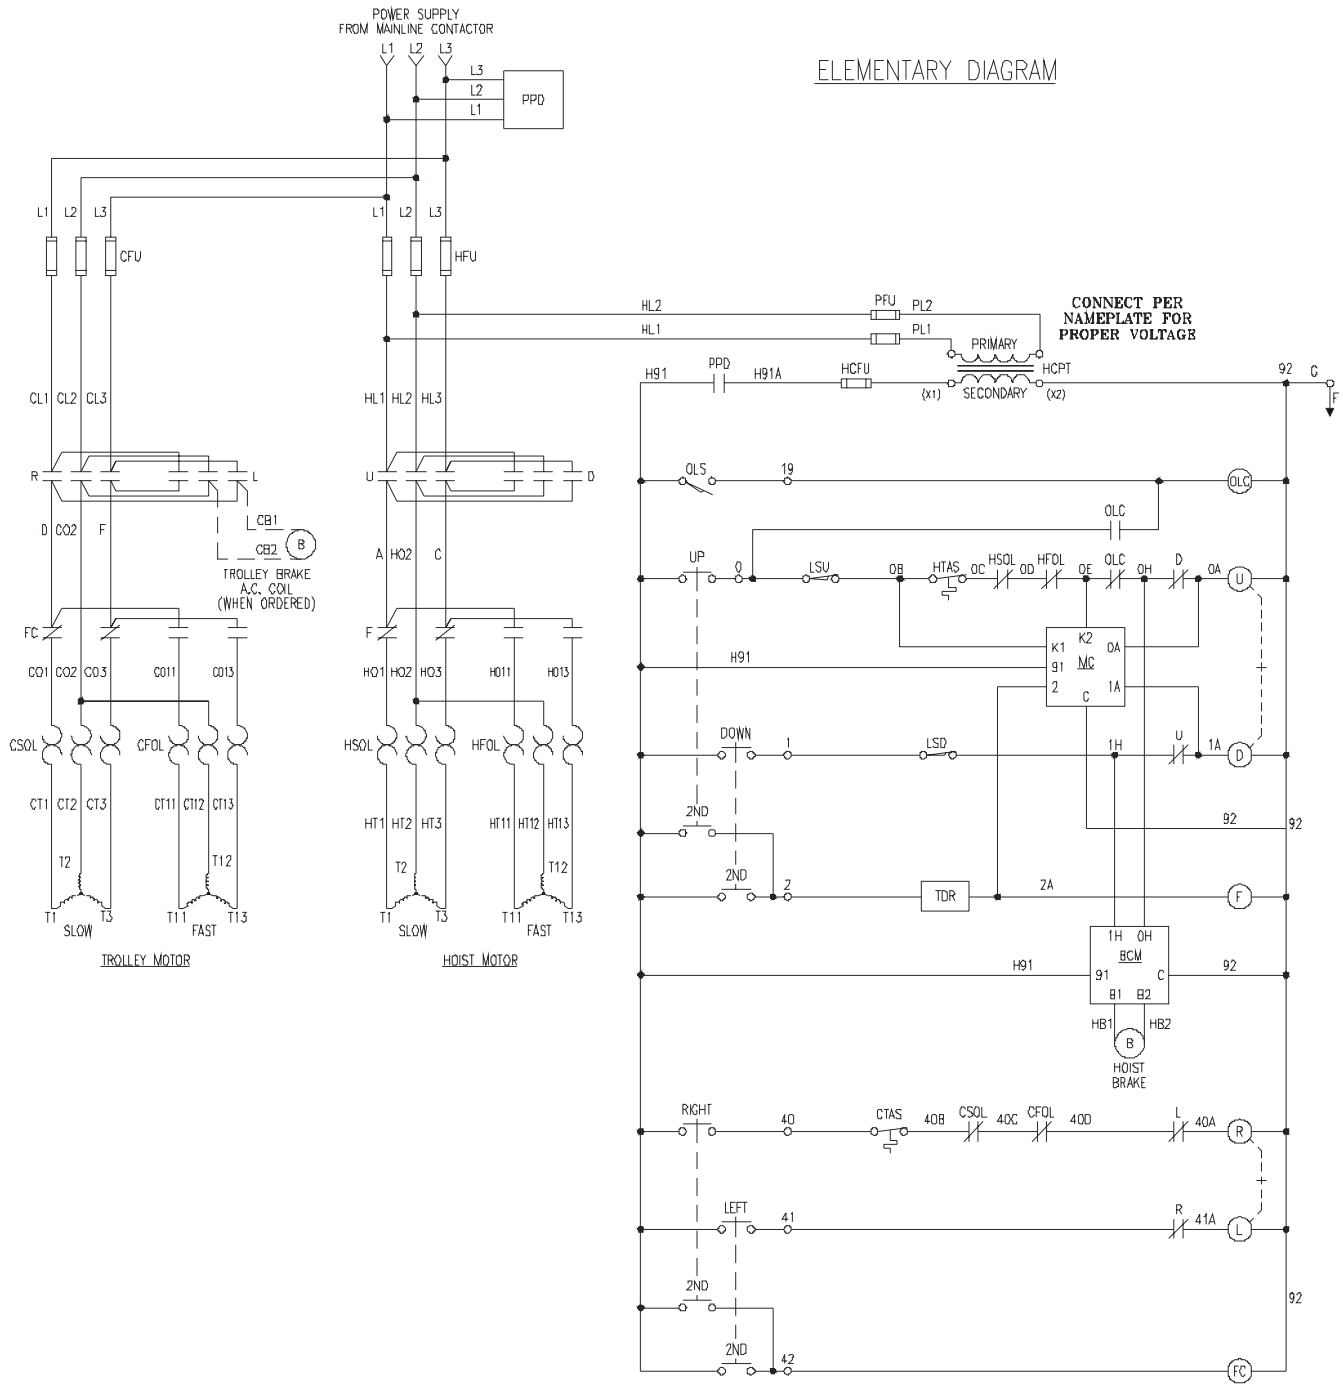 POWER SUPPLY
FROM MAINLINE CONTACTOR
L1 L2 L3
ELEMENTARY DIAGRAM
L3
L2
L1
PPD
L1 L2 L3
CFU
L1 L2 L3
HFU
HL2
PFU
PL2
HL1
PL1
CONNECT PER
NAMEPLATE FOR
PROPER VOLTAGE
PRIMARY
HCPT
H91
PPD
H91A
HCFU
(X1)
SECONDARY
(X2)
92
G
F
CL1 CL2 CL3
HL1 HL2 HL3
R
L
U
D
OLS
19
OLC
D CO2 F
CB1
CB2
B
TROLLEY BRAKE
A.C. COIL
(WHEN ORDERED)
A HO2 C
OLC
UP
0
LSU
0B
HTAS
0C
HSOL
0D
HFOL
0E
OLC
0H
D
0A
U
FC
F
K1
K2
0A
91
MC
2
C
1A
H91
CO1 CO2 CO3 CO11 CO13
HO1 HO2 HO3 HO11 HO13
CSOL
CFOL
HSOL
HFOL
DOWN
1
LSD
1H
U
1A
D
CT1 CT2 CT3 CT11 CT12 CT13
HT1 HT2 HT3 HT11 HT12 HT13
2ND
92
92
T2
T12
T2
T12
2ND
2
TDR
2A
F
T1 T3 T11 T13
T1 T3 T11 T13
SLOW FAST
SLOW FAST
TROLLEY MOTOR
HOIST MOTOR
1H 0H
BCM
H91
91
C
92
B1 B2
HB1
HB2
B
HOIST
BRAKE
RIGHT
40
CTAS
40B
CSOL
40C
CFOL
40D
L
40A
R
LEFT
41
R
41A
L
2ND
92
2ND
42
FC